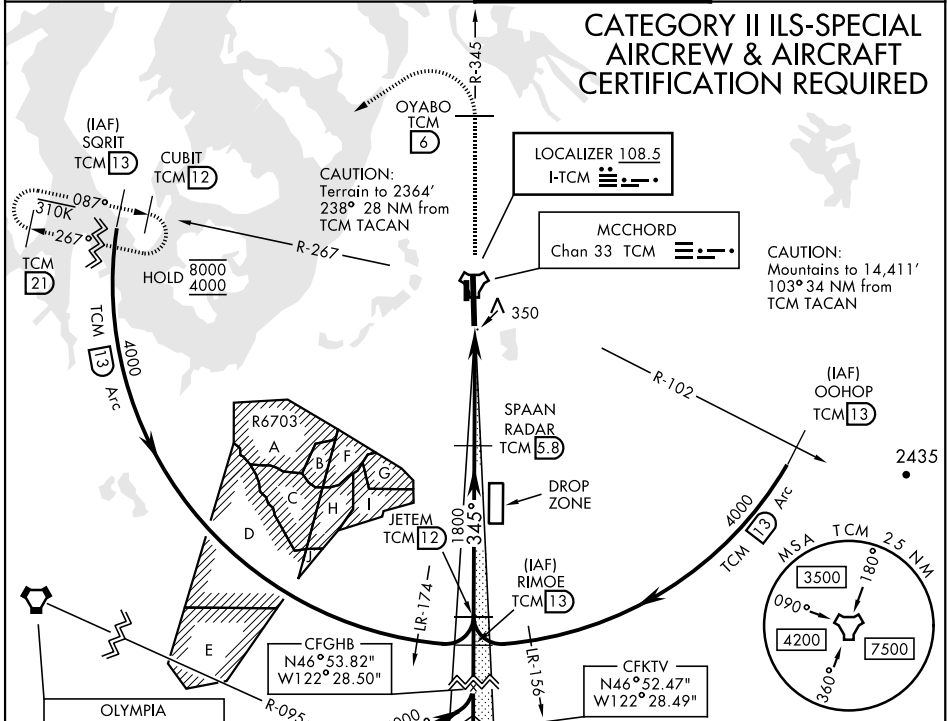 CATEGORY II ILS-SPECIAL
AIRCREW & AIRCRAFT
CERTIFICATION REQUIRED
R-345
OYABO
TCM
6
(IAF)
SQRIT
TCM 13
CUBIT
TCM 12
CAUTION:
Terrain to 2364'
238° 28 NM from
TCM TACAN
LOCALIZER 108.5
I-TCM
MCCHORD
Chan 33 TCM
CAUTION:
Mountains to 14,411'
103° 34 NM from
TCM TACAN
087°
310K
267°
TCM
21
HOLD 8000
4000
R-267
350
TCM 13 Arc
4000
R-102
(IAF)
OOHOP
TCM 13
2435
SPAAN
RADAR
TCM 5.8
R6703
A
B
F
G
C
H
I
D
J
E
DROP
ZONE
JETEM
TCM 12
1800
345°
4000
TCM 13 Arc
(IAF)
RIMOE
TCM 13
LR-174
LR-156
MSA TCM 25 NM
3500
180°
090°
4200
7500
360°
CFGHB
N46°53.82"
W122°28.50"
CFKTV
N46°52.47"
W122°28.49"
OLYMPIA
R-095